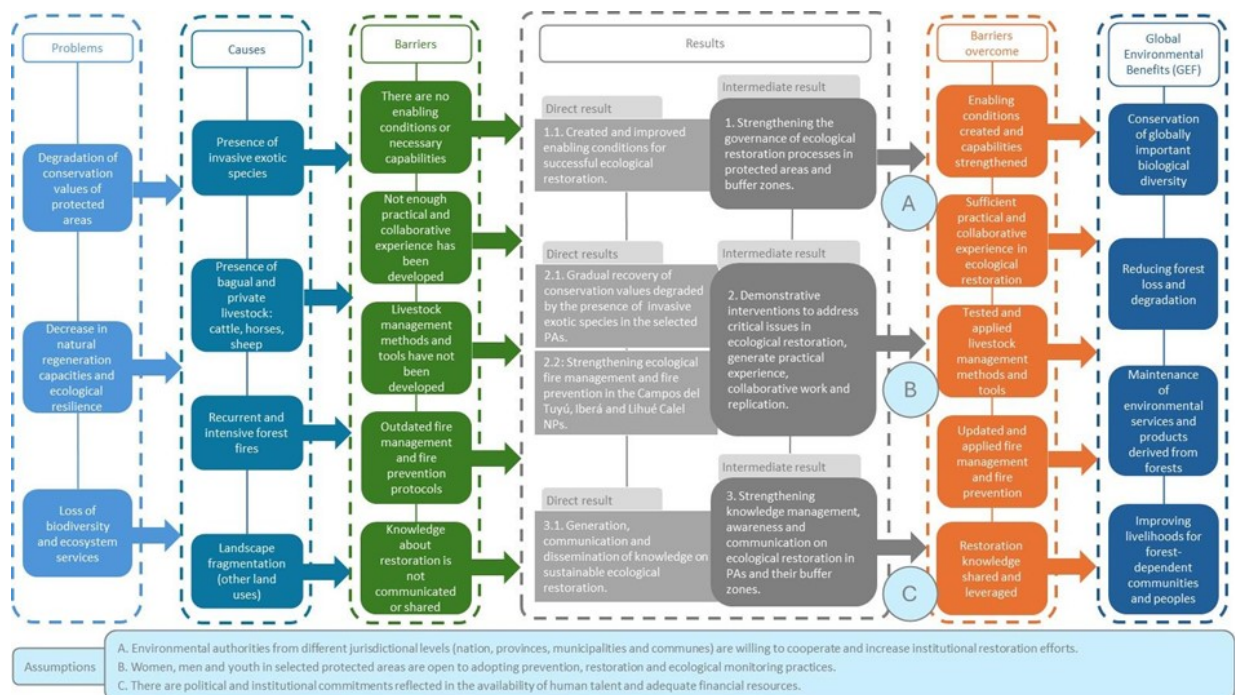 Problems
Degradation of
conservation
values of
protected
areas
Decrease in
natural
regeneration
capacities and
ecological
resilience
Loss of
biodiversity
and ecosystem
services
Causes
Presence of
invasive exotic
species
Presence of
bagual and
private
livestock:
cattle, horses,
sheep
Recurrent and
intensive forest
fires
Landscape
fragmentation
(other land
uses)
Barriers
There are no
enabling
conditions or
necessary
capabilities
Not enough
practical and
collaborative
experience has
been
developed
Livestock
management
methods and
tools have not
been
developed
Outdated fire
management
and fire
prevention
protocols
Knowledge
about
restoration is
not
communicated
or shared
Results
Direct result
1.1. Created and improved
enabling conditions for
successful ecological
restoration.
Intermediate result
1. Strengthening the
governance of ecological
restoration processes in
protected areas and
buffer zones.
Direct results
2.1. Gradual recovery of
conservation values degraded
by the presence of invasive
exotic species in the selected
PAs.
2.2: Strengthening ecological
fire management and fire
prevention in the Campos del
Tuyú, Iberá and Lihué Calel
NPs.
Intermediate result
2. Demonstrative
interventions to address
critical issues in
ecological restoration,
generate practical
experience,
collaborative work and
replication.
Direct result
3.1. Generation,
communication and
dissemination of knowledge on
sustainable ecological
restoration.
Intermediate result
3. Strengthening
knowledge management,
awareness and
communication on
ecological restoration in
PAs and their buffer
zones.
A
B
C
Barriers
overcome
Enabling
conditions
created and
capabilities
strengthened
Sufficient
practical and
collaborative
experience in
ecological
restoration
Tested and
applied
livestock
management
methods and
tools
Updated and
applied fire
management
and fire
prevention
Restoration
knowledge
shared and
leveraged
Global
Environmental
Benefits (GEF)
Conservation
of globally
important
biological
diversity
Reducing forest
loss and
degradation
Maintenance
of
environmental
services and
products
derived from
forests
Improving
livelihoods for
forest-
dependent
communities
and peoples
Assumptions
A. Environmental authorities from different jurisdictional levels (nation, provinces, municipalities and communes) are willing to cooperate and increase institutional restoration efforts.
B. Women, men and youth in selected protected areas are open to adopting prevention, restoration and ecological monitoring practices.
C. There are political and institutional commitments reflected in the availability of human talent and adequate financial resources.